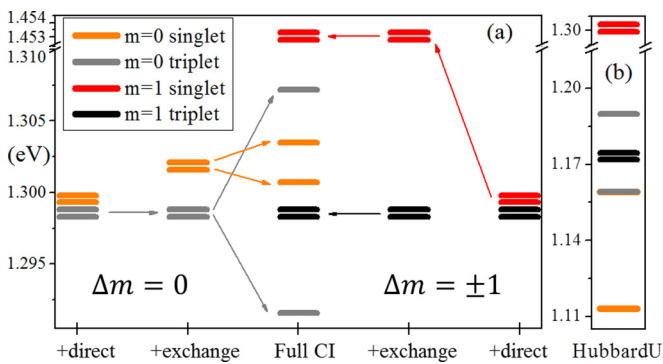 1.454
1.453
1.310
1.305
(eV)
1.300
1.295
m=0 singlet
m=0 triplet
m=1 singlet
m=1 triplet
(a)
Δm = 0
Δm = ±1
+direct
+exchange
Full CI
+exchange
+direct
1.30
(b)
1.20
1.17
1.14
1.11
HubbardU